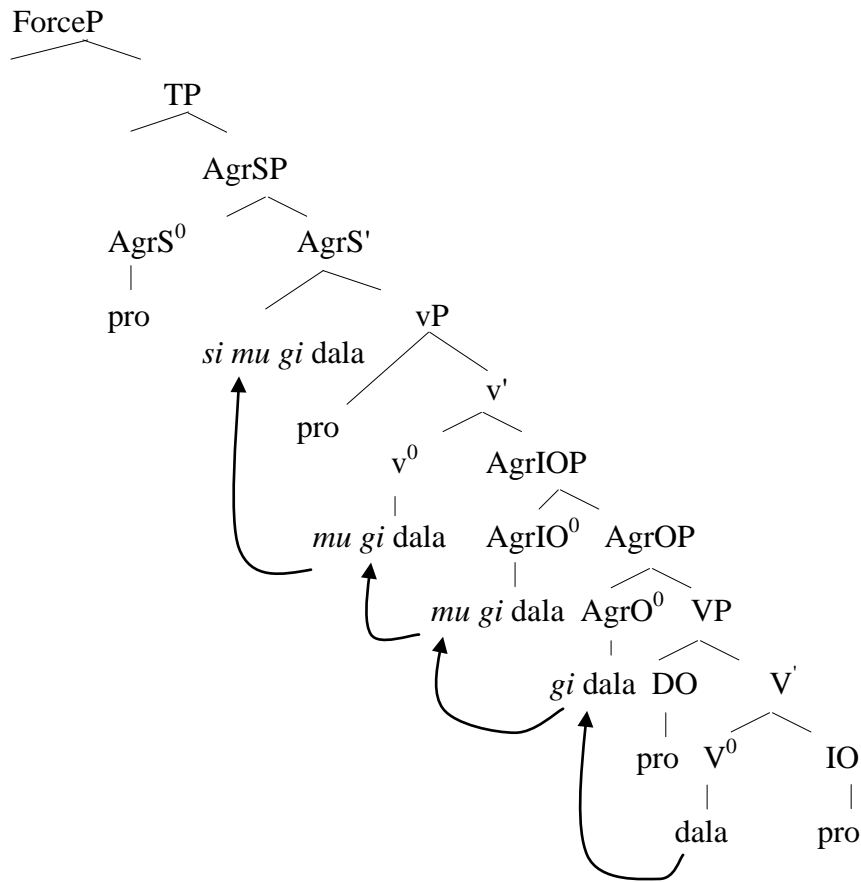 ForceP
TP
AgrSP
AgrS⁰ AgrS'
pro vP
si mu gi dala
v'
pro
v⁰ AgrIOP
mu gi dala AgrIO⁰ AgrOP
mu gi dala AgrO⁰ VP
gi dala DO V'
pro V⁰ IO
dala pro